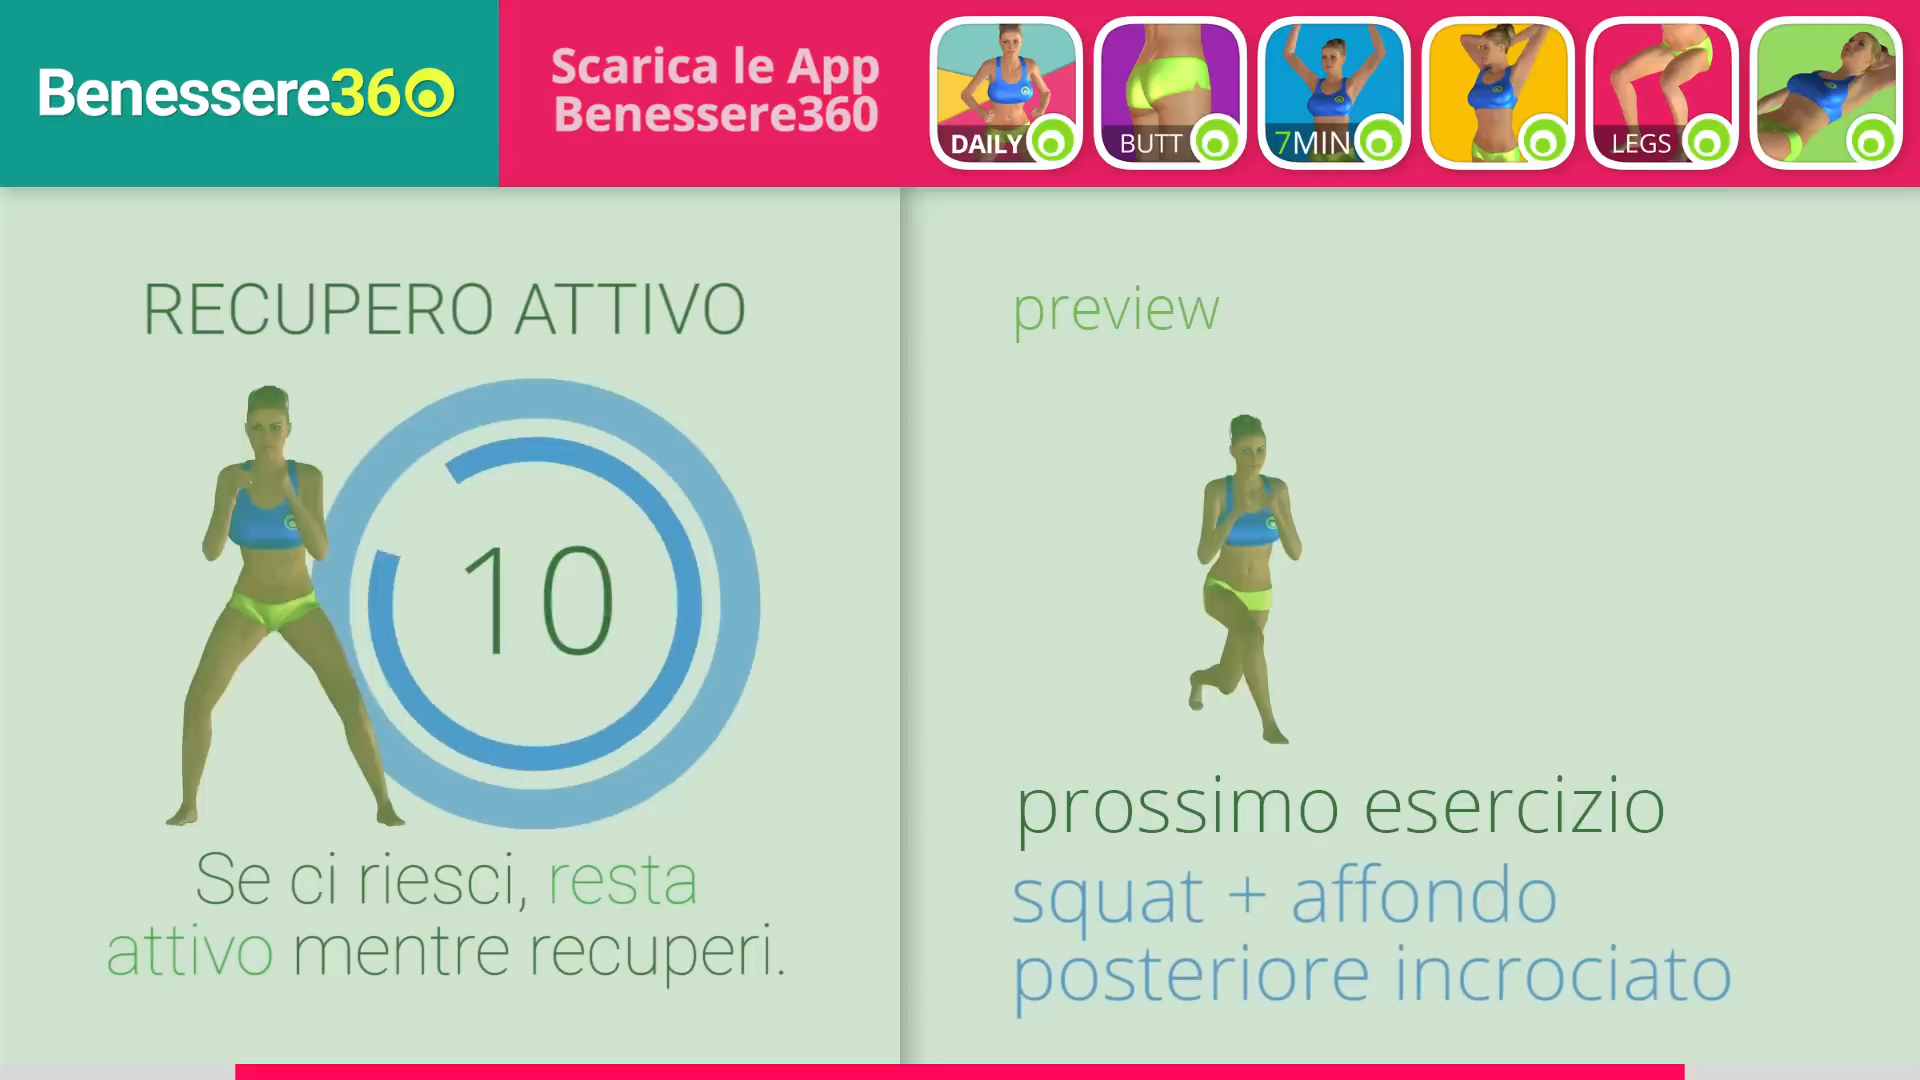 Benessere360
Scarica le App
Benessere360
DAILY
BUTT
7MIN
LEGS
RECUPERO ATTIVO
10
Se ci riesci, resta
attivo mentre recuperi.
preview
prossimo esercizio
squat + affondo
posteriore incrociato